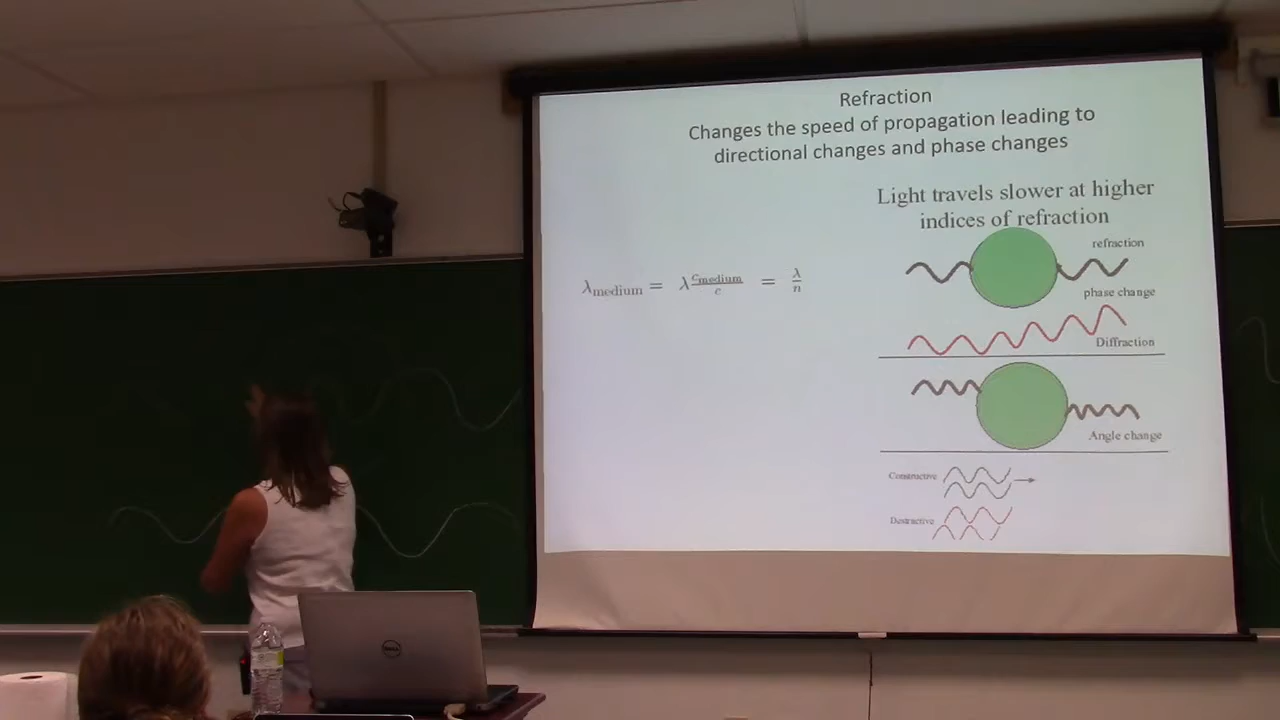 Refraction
Changes the speed of propagation leading to
directional changes and phase changes
Light travels slower at higher
indices of refraction
refraction
λmedium = λ cmedium/c = λ/n
phase change
Diffraction
Angle change
Constructive
Destructive
DELL